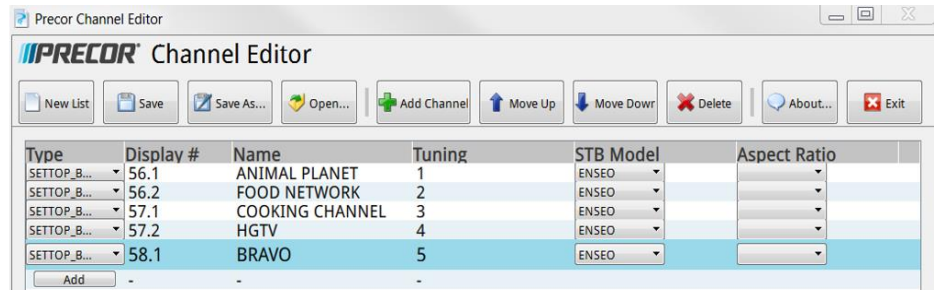 Precor Channel Editor
PRECOR Channel Editor
New List Save Save As... Open... Add Channel Move Up Move Down Delete About... Exit
Type Display # Name Tuning STB Model Aspect Ratio
SETTOP_B... 56.1 ANIMAL PLANET 1 ENSEO
SETTOP_B... 56.2 FOOD NETWORK 2 ENSEO
SETTOP_B... 57.1 COOKING CHANNEL 3 ENSEO
SETTOP_B... 57.2 HGTV 4 ENSEO
SETTOP_B... 58.1 BRAVO 5 ENSEO
Add - - -